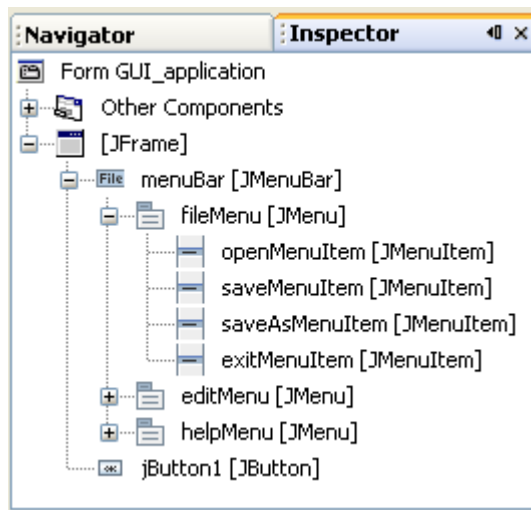 Navigator Inspector
Form GUI_application
Other Components
[JFrame]
File menuBar [JMenuBar]
fileMenu [JMenu]
openMenuItem [JMenuItem]
saveMenuItem [JMenuItem]
saveAsMenuItem [JMenuItem]
exitMenuItem [JMenuItem]
editMenu [JMenu]
helpMenu [JMenu]
OK jButton1 [JButton]